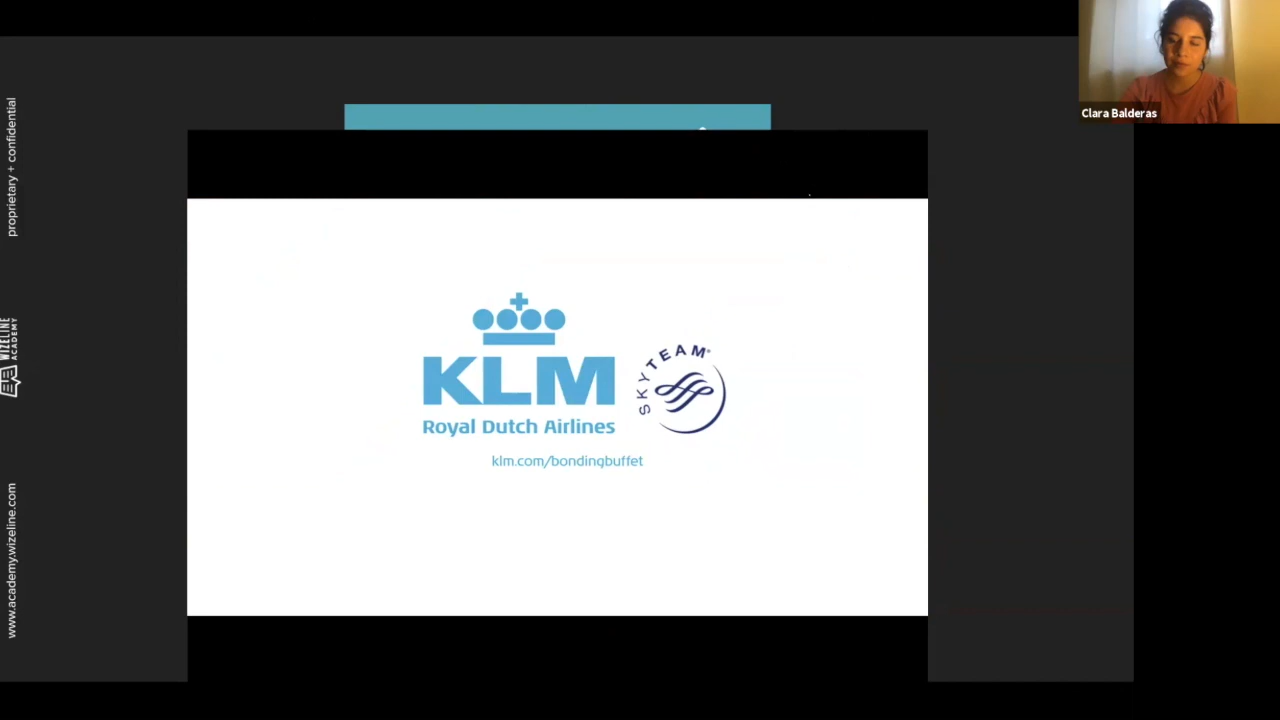 proprietary + confidential
WIZELINE
ACADEMY
www.academy.wizeline.com
KLM
Royal Dutch Airlines
SKYTEAM
klm.com/bondingbuffet
Clara Balderas